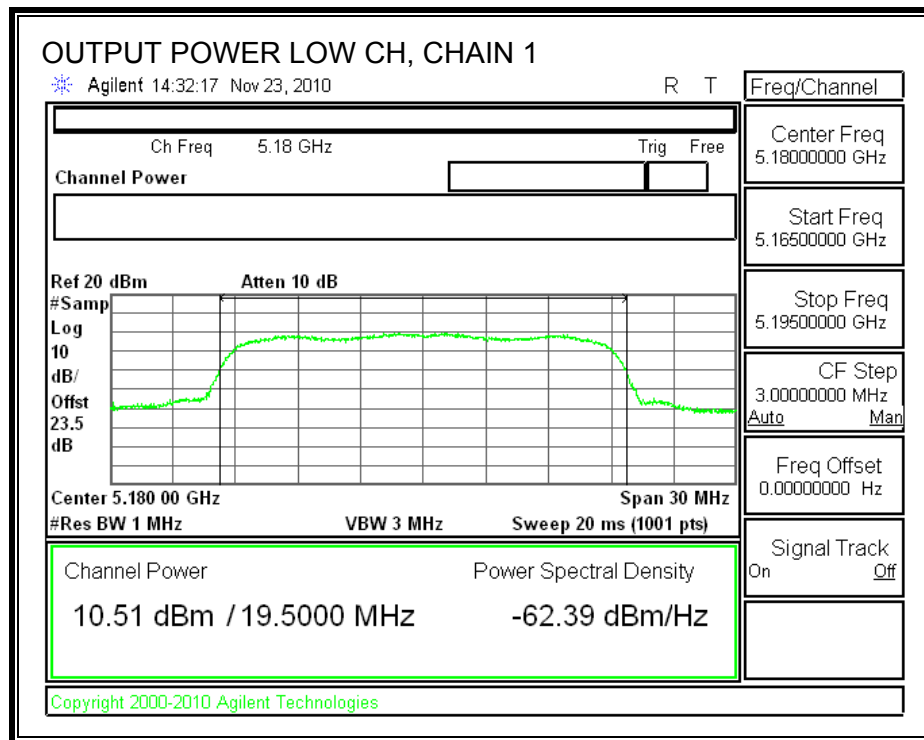 OUTPUT POWER LOW CH, CHAIN 1
Agilent 14:32:17 Nov 23, 2010 R T
Freq/Channel
Ch Freq 5.18 GHz Trig Free
Channel Power
Center Freq
5.18000000 GHz
Start Freq
5.16500000 GHz
Stop Freq
5.19500000 GHz
CF Step
3.00000000 MHz
Auto Man
Freq Offset
0.00000000 Hz
Signal Track
On Off
Ref 20 dBm Atten 10 dB
#Samp
Log
10
dB/
Offst
23.5
dB
Center 5.180 00 GHz Span 30 MHz
#Res BW 1 MHz VBW 3 MHz Sweep 20 ms (1001 pts)
Channel Power Power Spectral Density
10.51 dBm / 19.5000 MHz -62.39 dBm/Hz
Copyright 2000-2010 Agilent Technologies